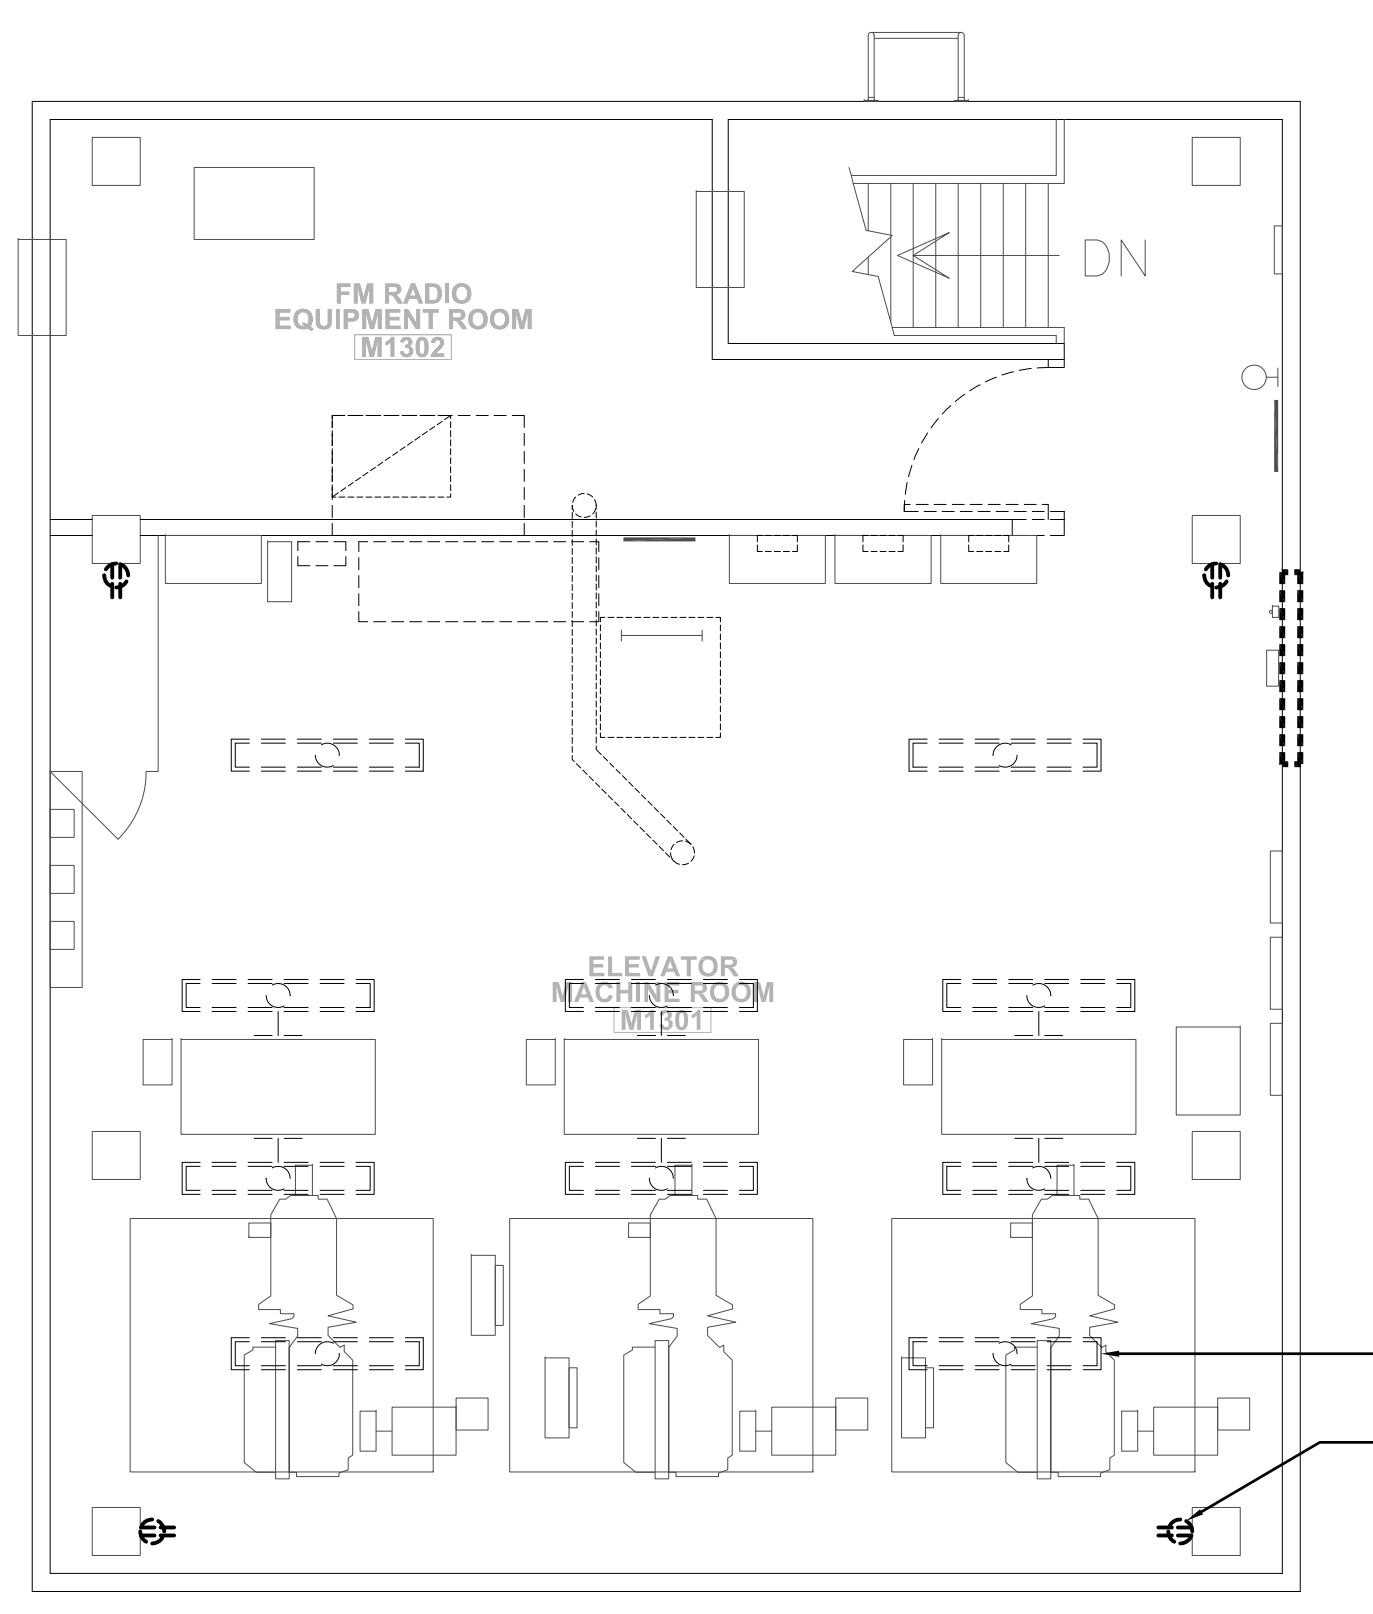 DN
FM RADIO
EQUIPMENT ROOM
M1302
ELEVATOR
MACHINE ROOM
M1301